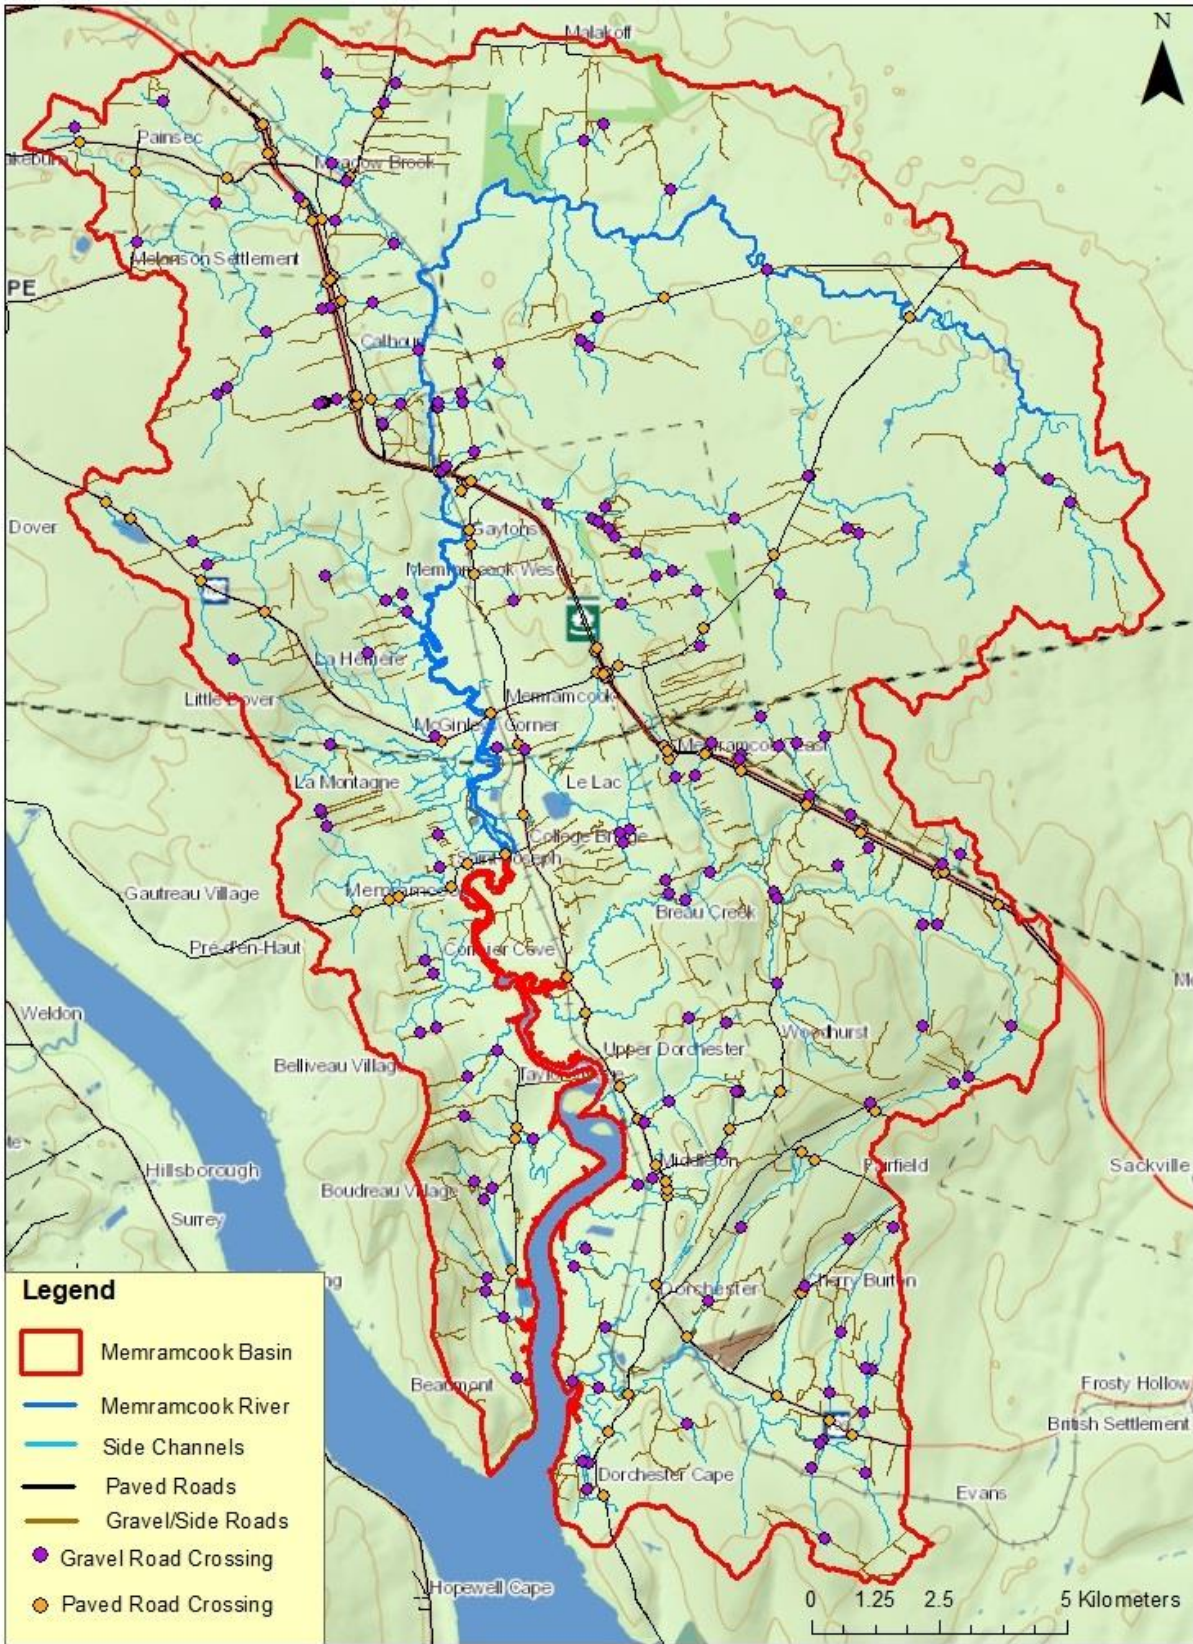 N
Malakoff
Painsec
Meadow Brook
Melanson Settlement
PE
Calhoun
Dover
Gaytons
Memramcook West
La Hetriere
Little Dover
Memramcook
McGinleys Corner
Memramcook East
La Montagne
Le Lac
College Bridge
Saint Joseph
Gautreau Village
Memramcook
Breau Creek
Pré-d'en-Haut
Cormier Cove
Weldon
Woodhurst
Upper Dorchester
Belliveau Village
Middleton
Fairfield
Sackville
Hillsborough
Boudreau Village
Surrey
Dorchester
Cherry Burton
Beaumont
Frosty Hollow
British Settlement
Dorchester Cape
Evans
Hopewell Cape
Legend
Memramcook Basin
Memramcook River
Side Channels
Paved Roads
Gravel/Side Roads
Gravel Road Crossing
Paved Road Crossing
0 1.25 2.5 5 Kilometers